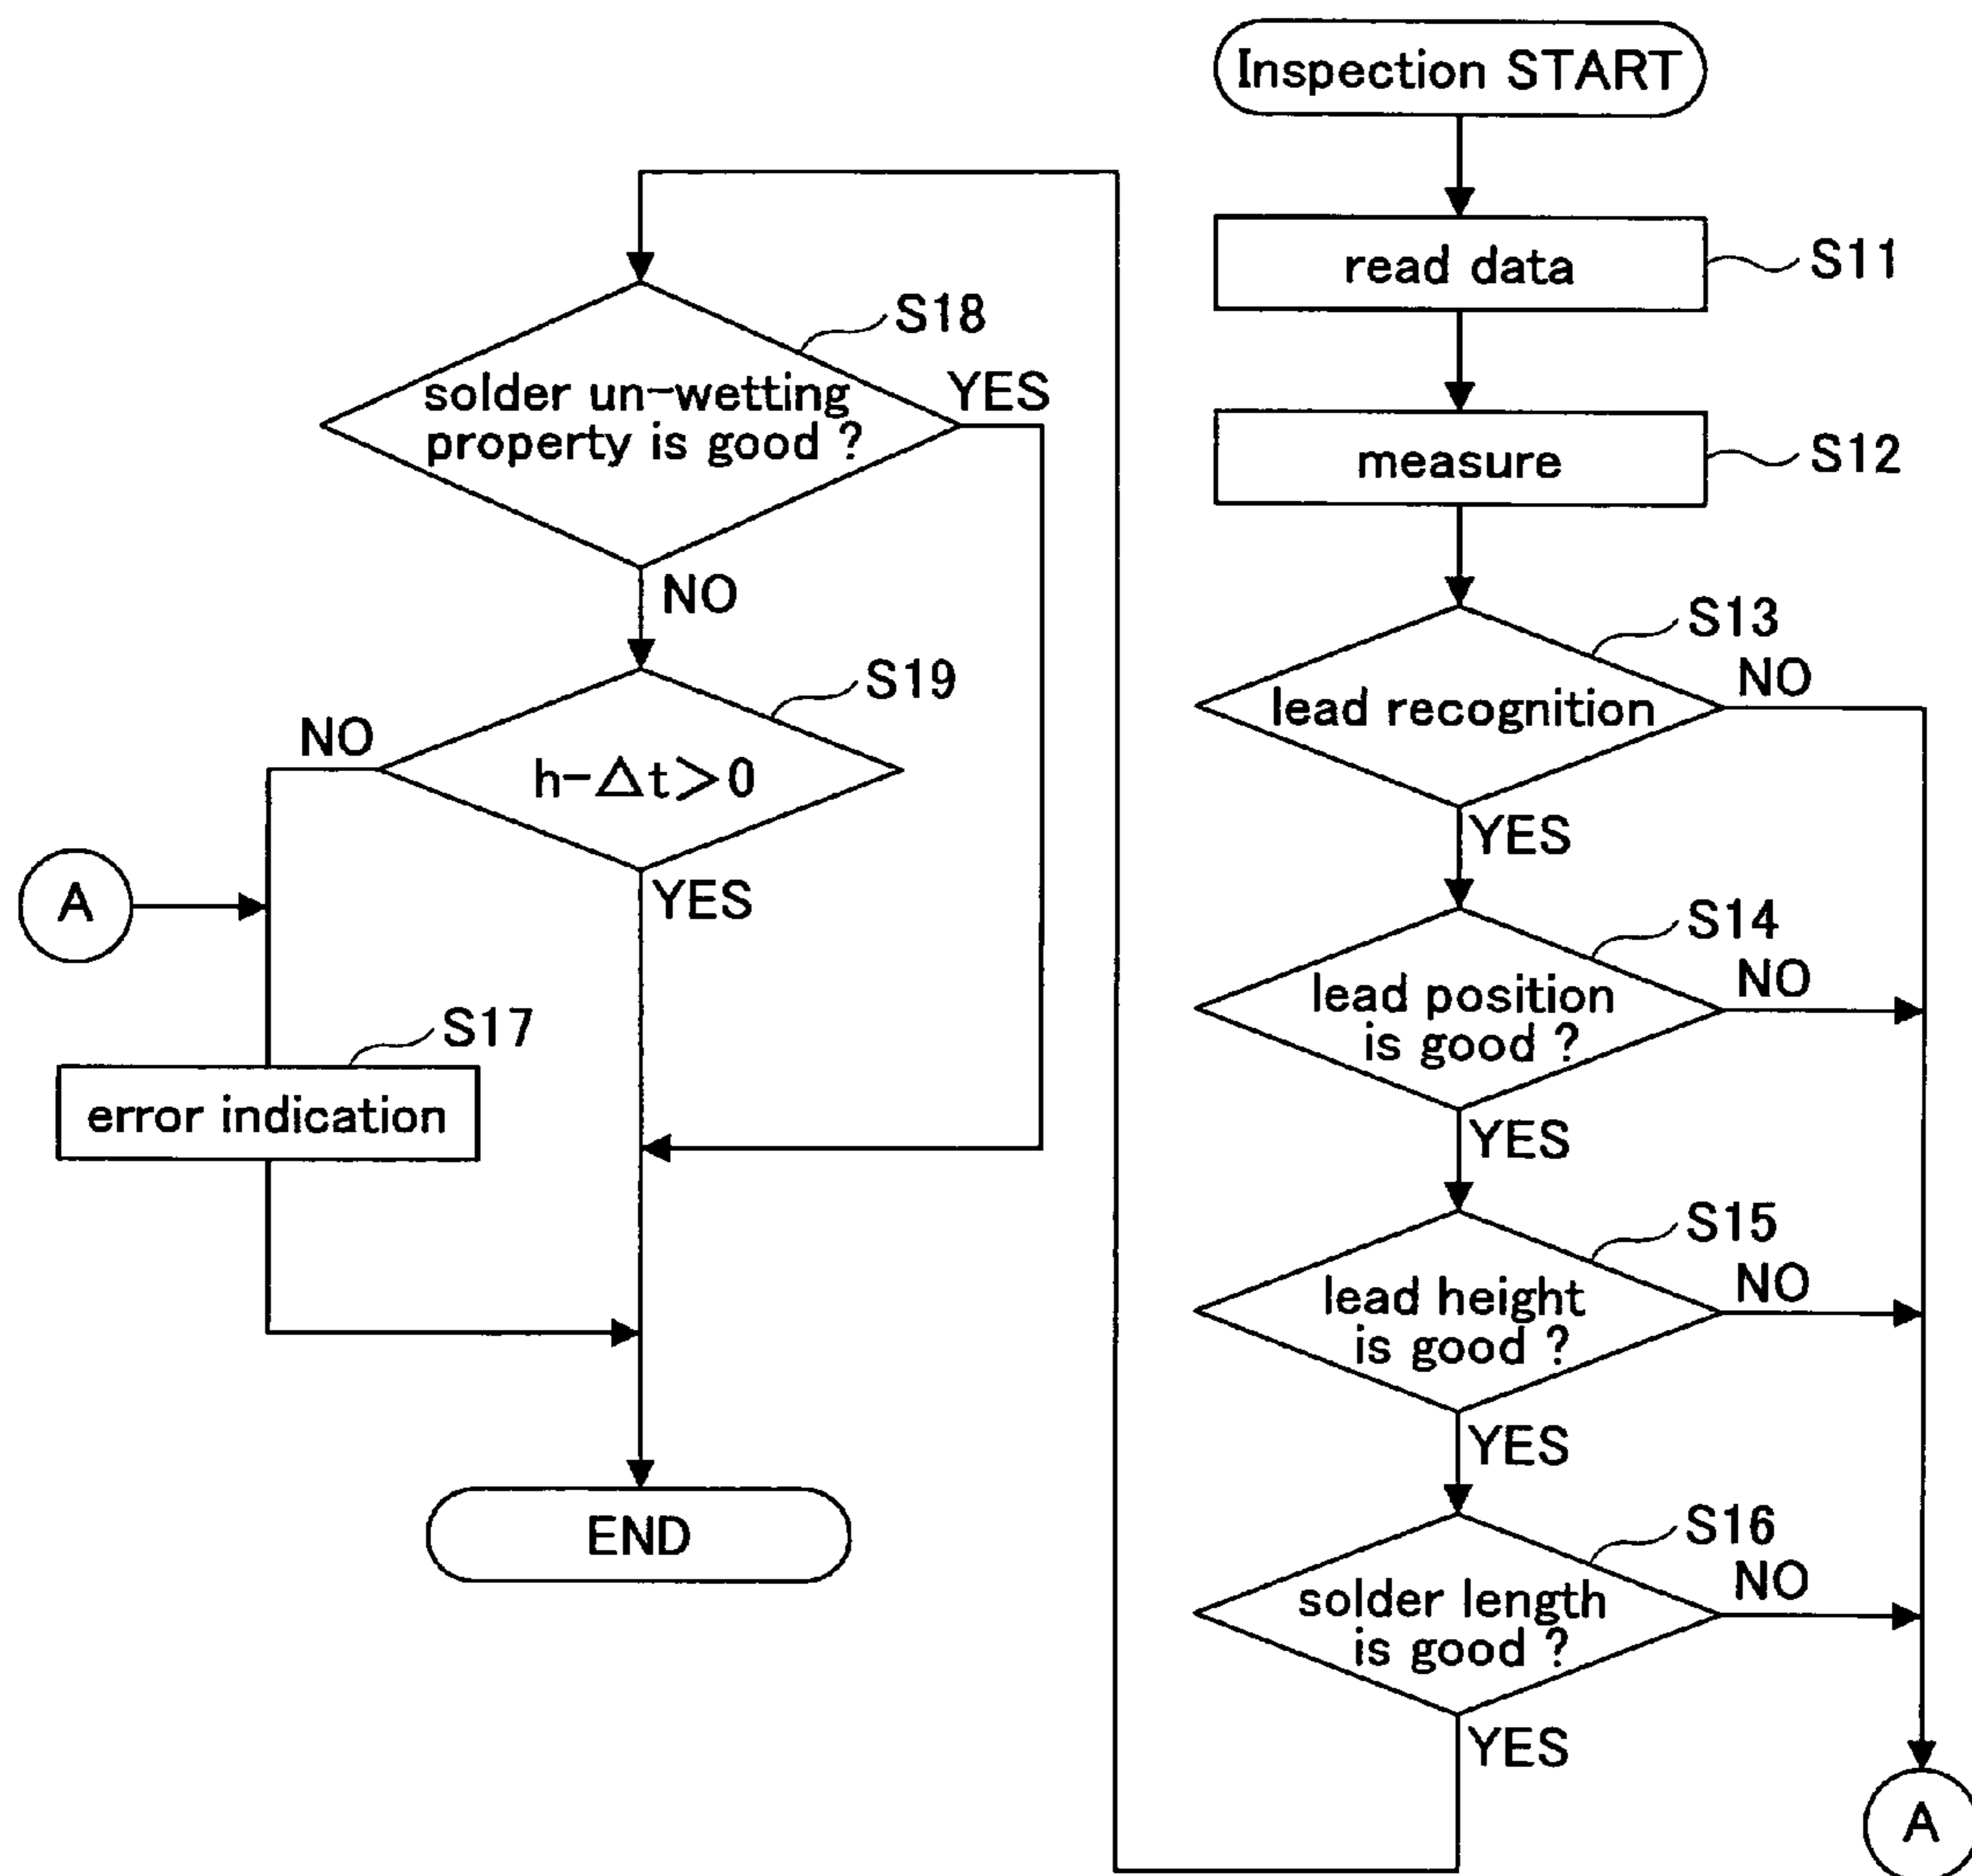 Inspection START
read data
S11
measure
S12
S13
lead recognition
NO
YES
S14
lead position
is good ?
NO
YES
S15
lead height
is good ?
NO
YES
S16
solder length
is good ?
NO
YES
A
S18
solder un-wetting
property is good ?
YES
NO
S19
h-△t>0
NO
YES
A
S17
error indication
END